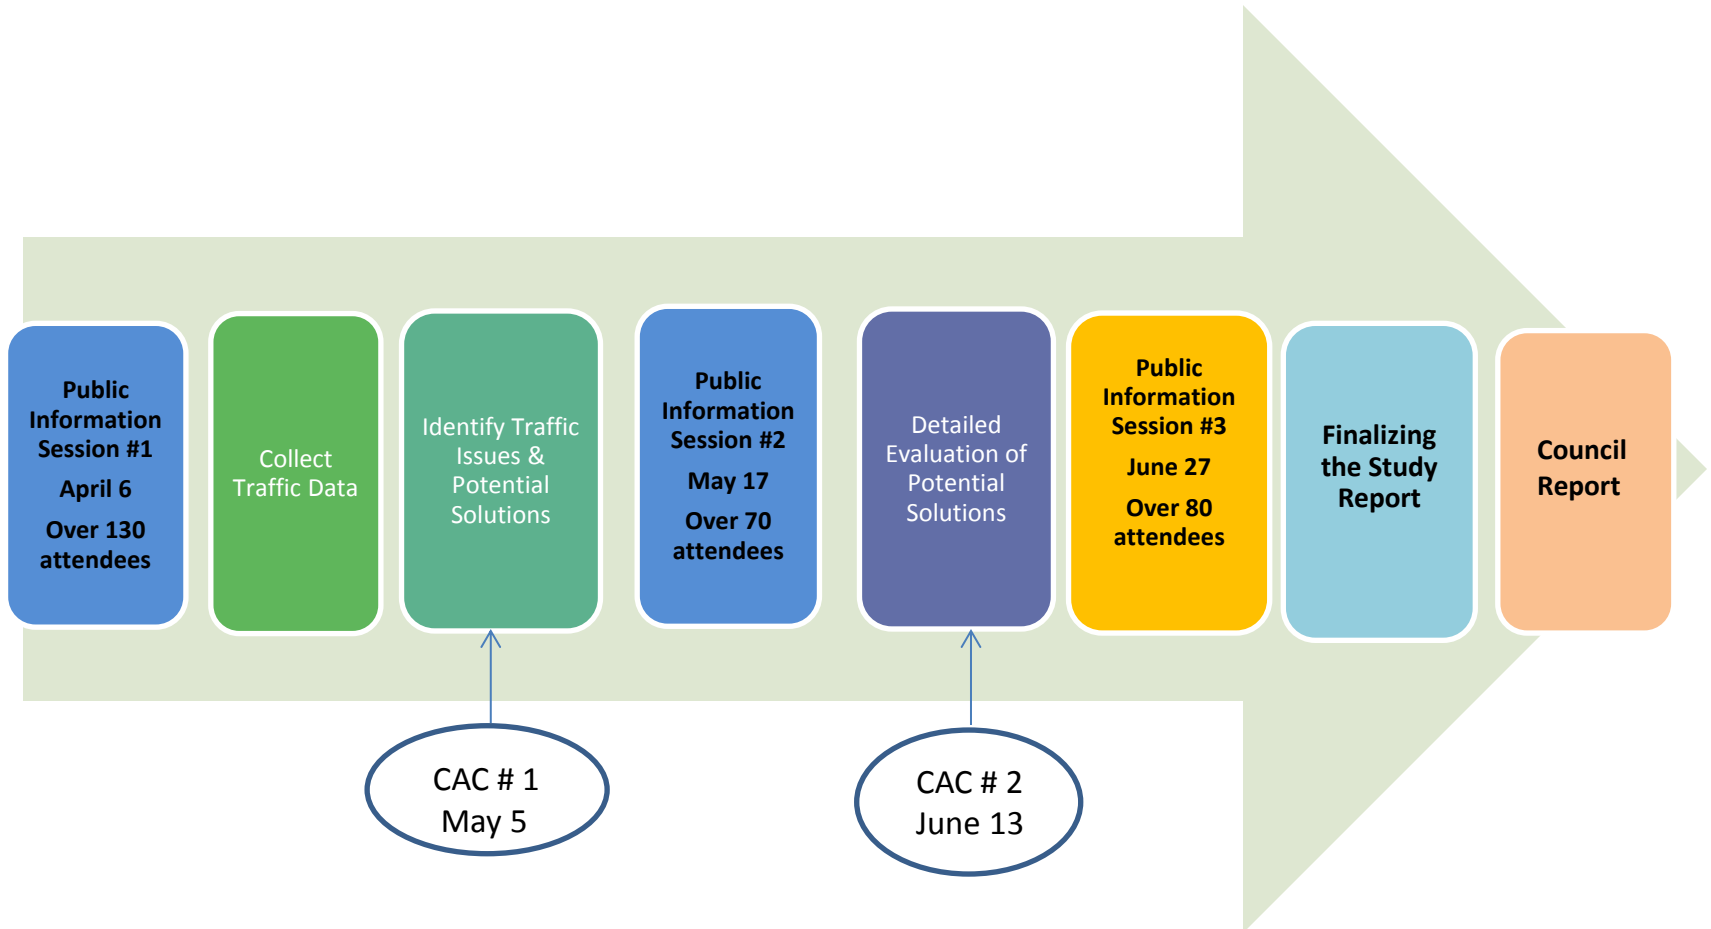 Public
Information
Session #1
April 6
Over 130
attendees
Collect
Traffic Data
Identify Traffic
Issues &
Potential
Solutions
Public
Information
Session #2
May 17
Over 70
attendees
Detailed
Evaluation of
Potential
Solutions
Public
Information
Session #3
June 27
Over 80
attendees
Finalizing
the Study
Report
Council
Report
CAC # 1
May 5
CAC # 2
June 13